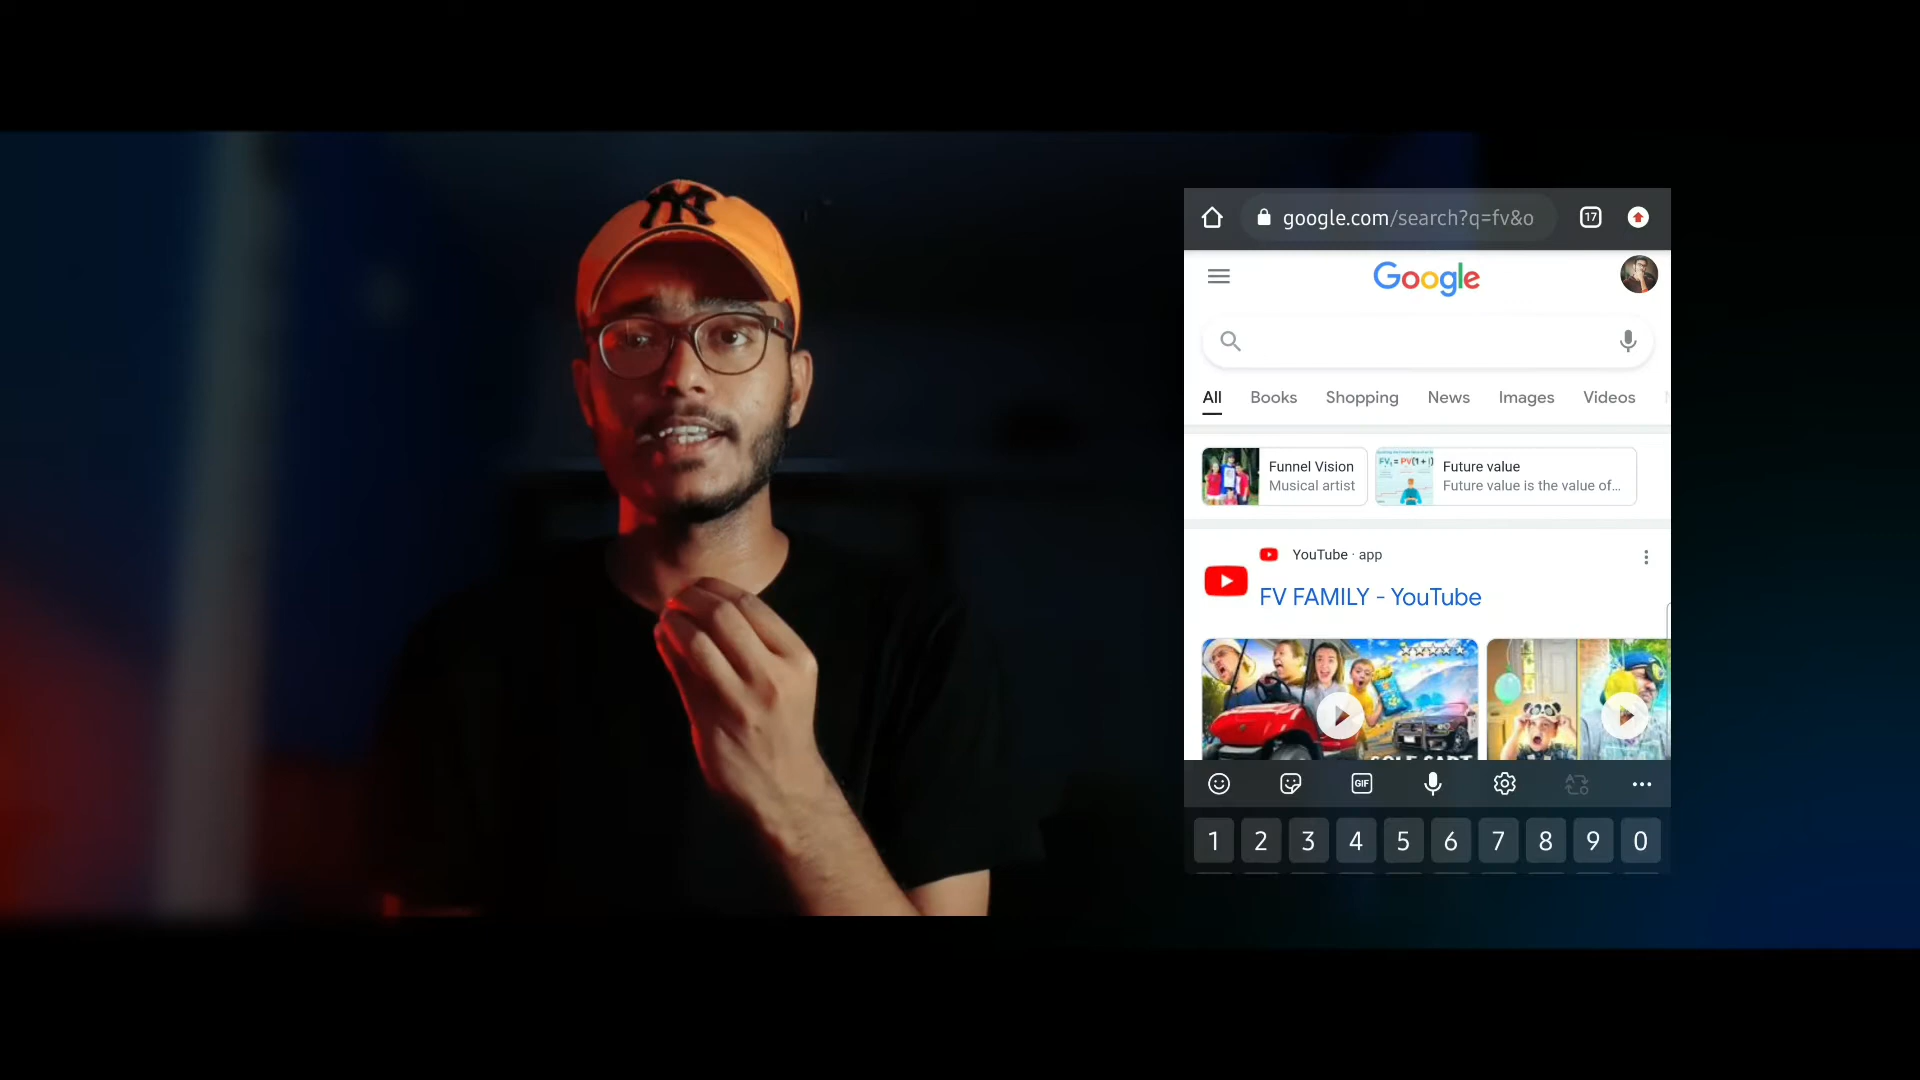 NY
google.com/search?q=fv&o
17
Google
All Books Shopping News Images Videos
Funnel Vision
Musical artist
Future value
Future value is the value of...
YouTube · app
FV FAMILY - YouTube
GIF
1 2 3 4 5 6 7 8 9 0